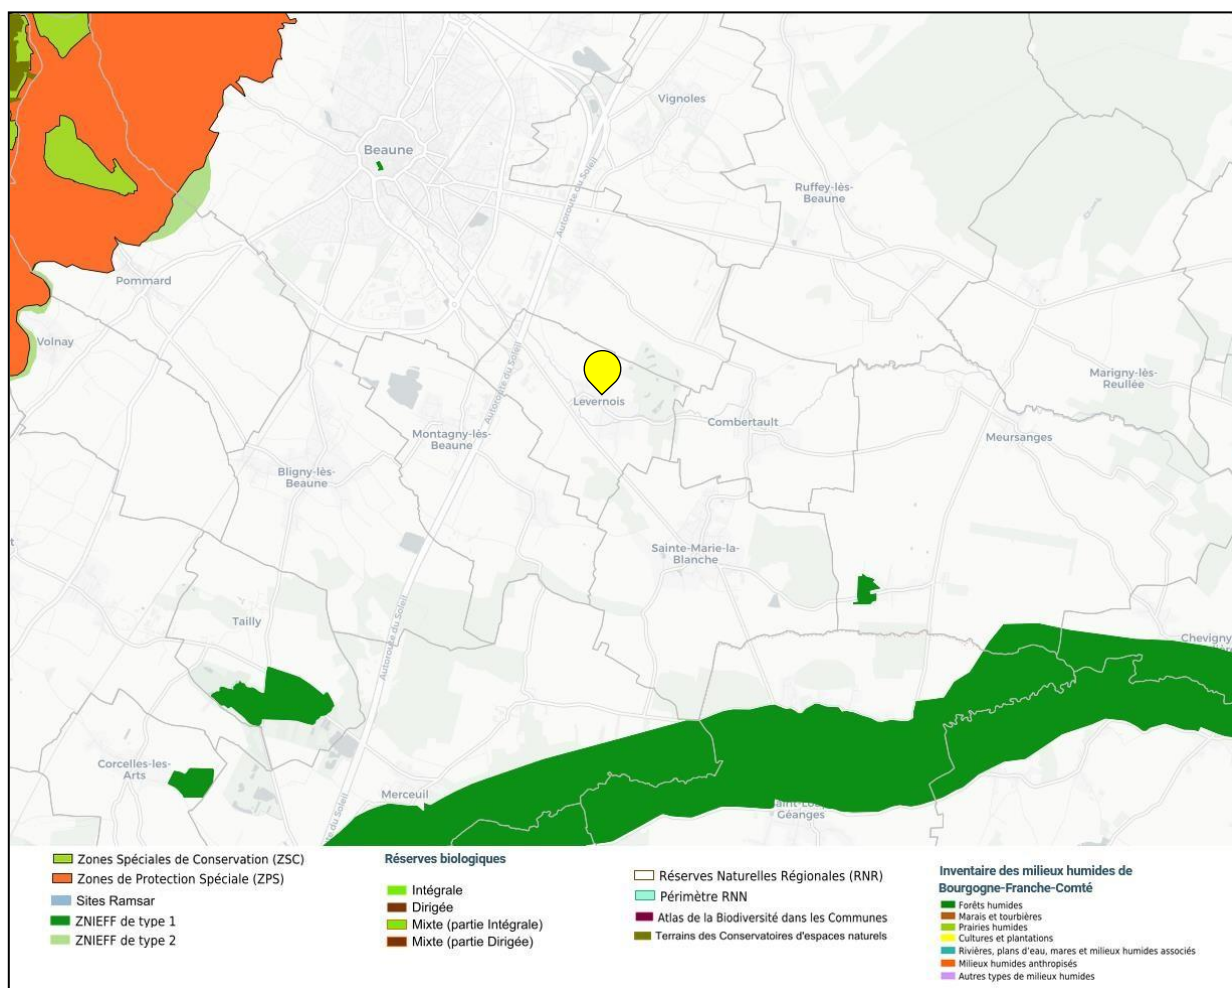 Vignoles
Beaune
Autoroute du Soleil
Ruffey-lès-
Beaune
Pommard
Volnay
Autoroute du Soleil
Levernois
Marigny-lès-
Reullée
Montagny-lès-
Beaune
Combertault
Meursanges
Bligny-lès-
Beaune
Sainte-Marie-la-
Blanche
Tailly
Autoroute du Soleil
Chevigny-
Corcelles-les-
Arts
Merceuil
du Soleil
Géanges
Zones Spéciales de Conservation (ZSC)
Zones de Protection Spéciale (ZPS)
Sites Ramsar
ZNIEFF de type 1
ZNIEFF de type 2
Réserves biologiques
Intégrale
Dirigée
Mixte (partie Intégrale)
Mixte (partie Dirigée)
Réserves Naturelles Régionales (RNR)
Périmètre RNN
Atlas de la Biodiversité dans les Communes
Terrains des Conservatoires d'espaces naturels
Inventaire des milieux humides de
Bourgogne-Franche-Comté
Forêts humides
Marais et tourbières
Prairies humides
Cultures et plantations
Rivières, plans d'eau, mares et milieux humides associés
Milieux humides anthropisés
Autres types de milieux humides